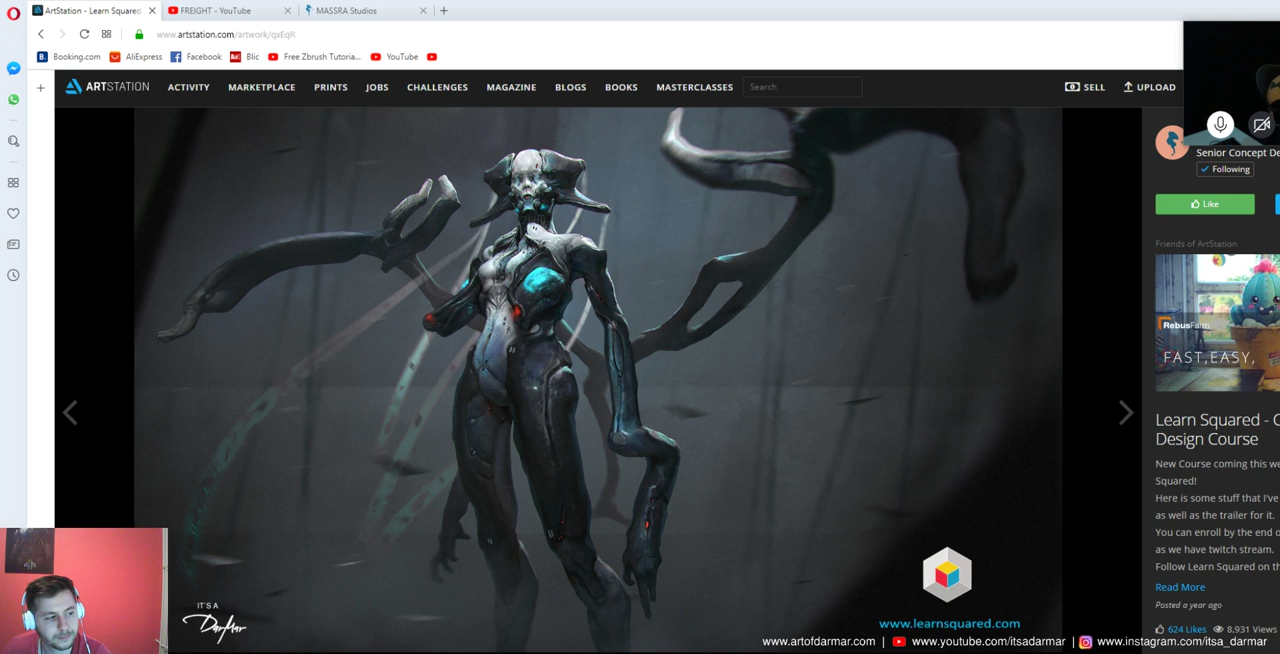 ArtStation - Learn Squared
FREIGHT - YouTube
MASSRA Studios
www.artstation.com/artwork/qxEqR
Booking.com
AliExpress
Facebook
Blic
Free Zbrush Tutoria...
YouTube
ARTSTATION
ACTIVITY
MARKETPLACE
PRINTS
JOBS
CHALLENGES
MAGAZINE
BLOGS
BOOKS
MASTERCLASSES
Search
SELL
UPLOAD
Senior Concept De
Following
Like
Friends of ArtStation
RebusFarm
FAST,EASY,
Learn Squared - C
Design Course
New Course coming this we
Squared!
Here is some stuff that I've
as well as the trailer for it.
You can enroll by the end o
as we have twitch stream.
Follow Learn Squared on th
Read More
Posted a year ago
624 Likes 8,931 Views
IT'S A
DarMar
www.learnsquared.com
www.artofdarmar.com | www.youtube.com/itsadarmar | www.instagram.com/itsa_darmar